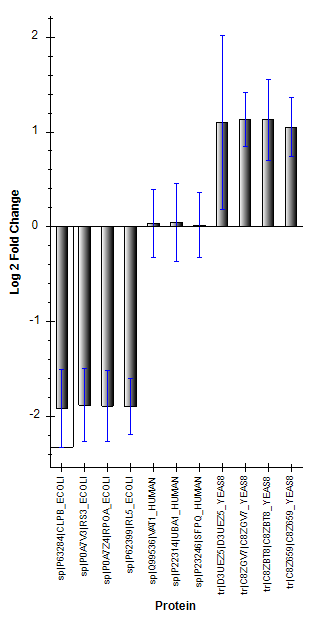 Log 2 Fold Change
2
1
0
-1
-2
sp|P63284|CLPB_ECOLI
sp|P0A7V3|RS3_ECOLI
sp|P0A7Z4|RPOA_ECOLI
sp|P62399|RL5_ECOLI
sp|Q99536|VAT1_HUMAN
sp|P22314|UBA1_HUMAN
sp|P23246|SFPQ_HUMAN
tr|D3UEZ5|D3UEZ5_YEAS8
tr|C8ZGV7|C8ZGV7_YEAS8
tr|C8ZBT8|C8ZBT8_YEAS8
tr|C8Z659|C8Z659_YEAS8
Protein